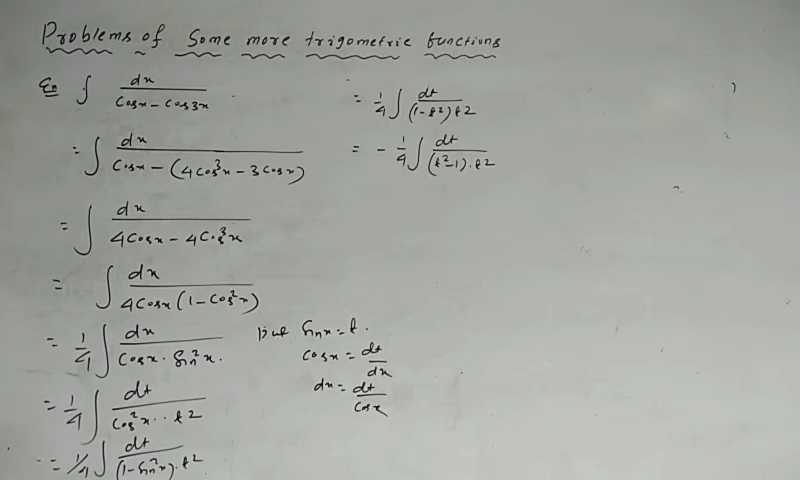 Problems of Some more trigometric functions
Ex ∫ dx / (Cosx - Cos3x)
= ∫ dx / (Cosx - (4Cos³x - 3Cosx))
= ∫ dx / (4Cosx - 4Cos³x)
= ∫ dx / (4Cosx (1 - Cos²x))
= 1/4 ∫ dx / (Cosx · Sin²x.)
put Sinx = t.
Cosx = dt/dx
dx = dt/Cosx
= 1/4 ∫ dt / (Cos²x · t2)
= 1/4 ∫ dt / ((1 - Sin²x) · t2)
= 1/4 ∫ dt / ((1 - t²) t2)
= - 1/4 ∫ dt / ((t² - 1) · t2)